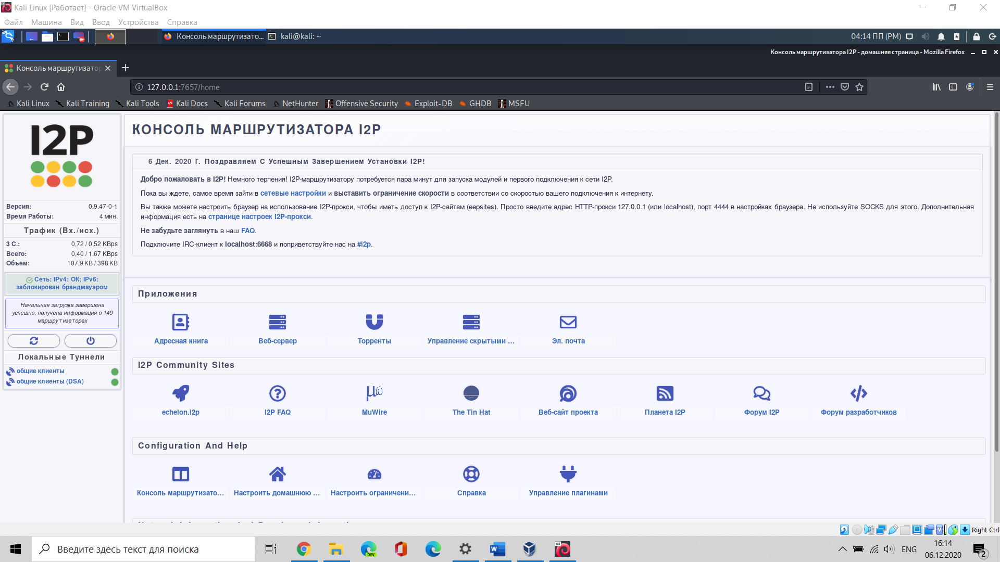 Kali Linux [Работает] - Oracle VM VirtualBox
Файл Машина Вид Ввод Устройства Справка
Консоль маршрутизато... kali@kali: ~ 04:14 ПП (PM)
Консоль маршрутизатора I2P - домашняя страница - Mozilla Firefox
Консоль маршрутизатор
127.0.0.1:7657/home
Kali Linux Kali Training Kali Tools Kali Docs Kali Forums NetHunter Offensive Security Exploit-DB GHDB MSFU
I2P
Версия: 0.9.47-0-1
Время Работы: 4 мин.
Трафик (Вх./исх.)
3 С.: 0,72 / 0,52 KBps
Всего: 0,40 / 1,67 KBps
Объем: 107,9 KB / 398 KB
Сеть: IPv4: OK; IPv6:
заблокирован брандмауэром
Начальная загрузка завершена
успешно, получена информация о 149
маршрутизаторах
Локальные Туннели
общие клиенты
общие клиенты (DSA)
КОНСОЛЬ МАРШРУТИЗАТОРА I2P
6 Дек. 2020 Г. Поздравляем С Успешным Завершением Установки I2P!
Добро пожаловать в I2P! Немного терпения! I2P-маршрутизатору потребуется пара минут для запуска модулей и первого подключения к сети I2P.
Пока вы ждете, самое время зайти в сетевые настройки и выставить ограничение скорости в соответствии со скоростью вашего подключения к интернету.
Вы также можете настроить браузер на использование I2P-прокси, чтобы иметь доступ к I2P-сайтам (eepsites). Просто введите адрес HTTP-прокси 127.0.0.1 (или localhost), порт 4444 в настройках браузера. Не используйте SOCKS для этого. Дополнительная
информация есть на странице настроек I2P-прокси.
Не забудьте заглянуть в наш FAQ.
Подключите IRC-клиент к localhost:6668 и поприветствуйте нас на #i2p.
Приложения
Адресная книга Веб-сервер Торренты Управление скрытыми ... Эл. почта
I2P Community Sites
echelon.i2p I2P FAQ MuWire The Tin Hat Веб-сайт проекта Планета I2P Форум I2P Форум разработчиков
Configuration And Help
Консоль маршрутизато... Настроить домашнюю ... Настроить ограничени... Справка Управление плагинами
Right Ctrl
Введите здесь текст для поиска
DEV
64
ENG
16:14
06.12.2020
2